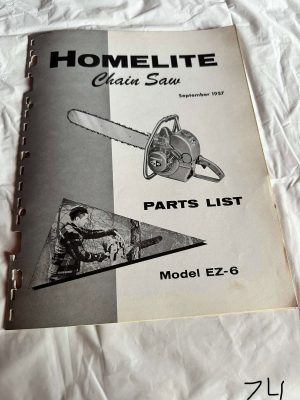 HOMELITE
Chain Saw
September 1957
PARTS LIST
Model EZ-6
74